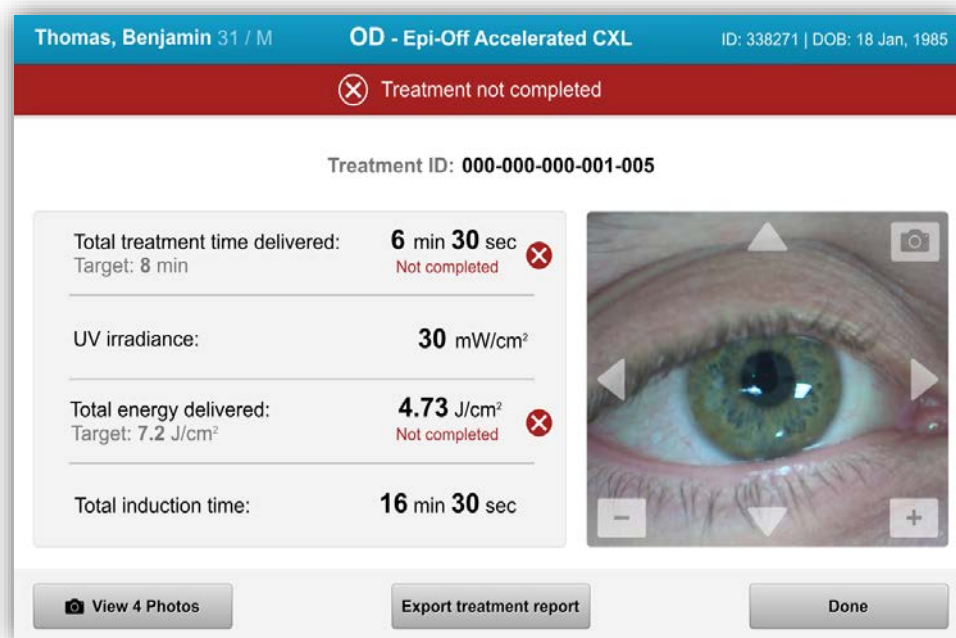 Thomas, Benjamin 31 / M OD - Epi-Off Accelerated CXL ID: 338271 | DOB: 18 Jan, 1985
Treatment not completed
Treatment ID: 000-000-000-001-005
Total treatment time delivered: 6 min 30 sec
Target: 8 min Not completed
UV irradiance: 30 mW/cm²
Total energy delivered: 4.73 J/cm²
Target: 7.2 J/cm² Not completed
Total induction time: 16 min 30 sec
View 4 Photos Export treatment report Done